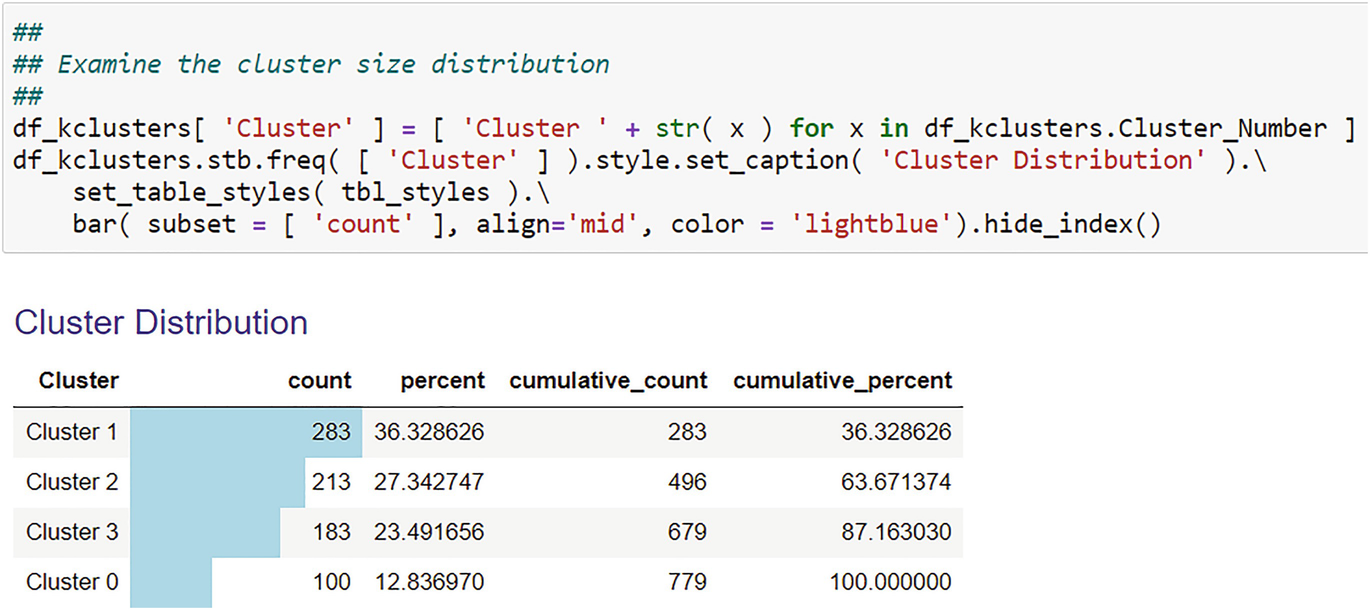 ##
## Examine the cluster size distribution
##
df_kclusters[ 'Cluster' ] = [ 'Cluster ' + str( x ) for x in df_kclusters.Cluster_Number ]
df_kclusters.stb.freq( [ 'Cluster' ] ).style.set_caption( 'Cluster Distribution' ).\
    set_table_styles( tbl_styles ).\
    bar( subset = [ 'count' ], align='mid', color = 'lightblue').hide_index()
Cluster Distribution
Cluster count percent cumulative_count cumulative_percent
Cluster 1 283 36.328626 283 36.328626
Cluster 2 213 27.342747 496 63.671374
Cluster 3 183 23.491656 679 87.163030
Cluster 0 100 12.836970 779 100.000000